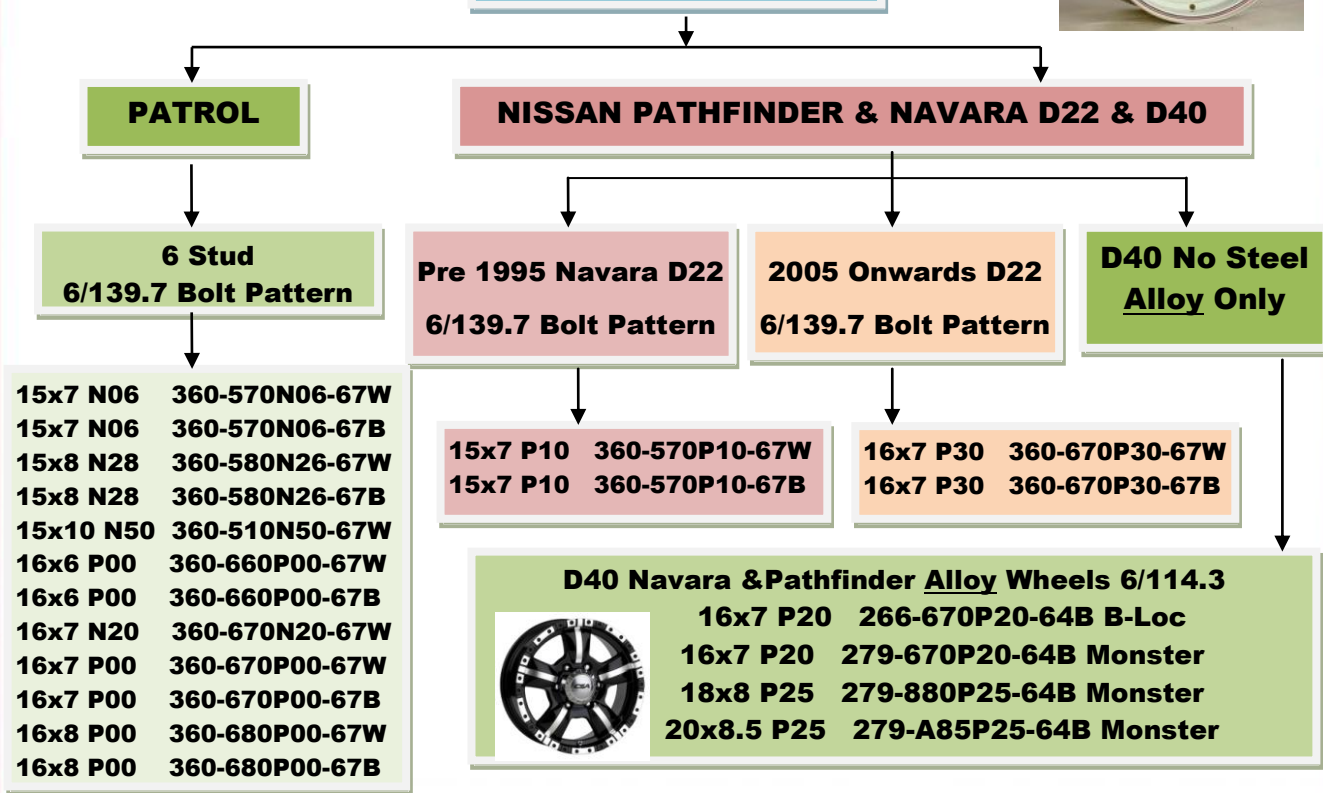 PATROL
NISSAN PATHFINDER & NAVARA D22 & D40
6 Stud
6/139.7 Bolt Pattern
Pre 1995 Navara D22
6/139.7 Bolt Pattern
2005 Onwards D22
6/139.7 Bolt Pattern
D40 No Steel
Alloy Only
15x7 N06 360-570N06-67W
15x7 N06 360-570N06-67B
15x8 N28 360-580N26-67W
15x8 N28 360-580N26-67B
15x10 N50 360-510N50-67W
16x6 P00 360-660P00-67W
16x6 P00 360-660P00-67B
16x7 N20 360-670N20-67W
16x7 P00 360-670P00-67W
16x7 P00 360-670P00-67B
16x8 P00 360-680P00-67W
16x8 P00 360-680P00-67B
15x7 P10 360-570P10-67W
15x7 P10 360-570P10-67B
16x7 P30 360-670P30-67W
16x7 P30 360-670P30-67B
D40 Navara &Pathfinder Alloy Wheels 6/114.3
16x7 P20 266-670P20-64B B-Loc
16x7 P20 279-670P20-64B Monster
18x8 P25 279-880P25-64B Monster
20x8.5 P25 279-A85P25-64B Monster